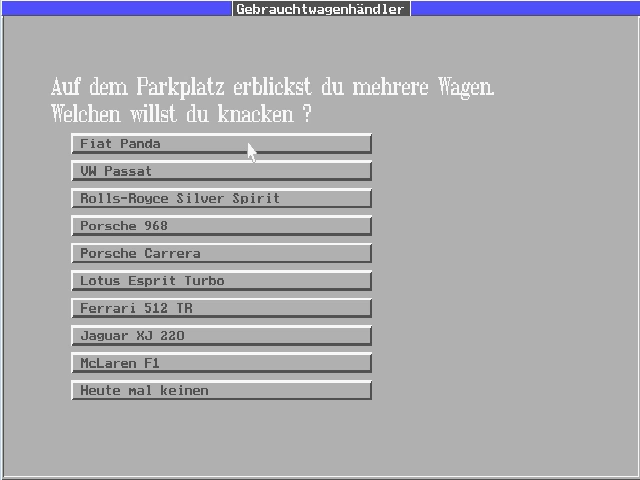 Gebrauchtwagenhändler
Auf dem Parkplatz erblickst du mehrere Wagen.
Welchen willst du knacken ?
Fiat Panda
VW Passat
Rolls-Royce Silver Spirit
Porsche 968
Porsche Carrera
Lotus Esprit Turbo
Ferrari 512 TR
Jaguar XJ 220
McLaren F1
Heute mal keinen